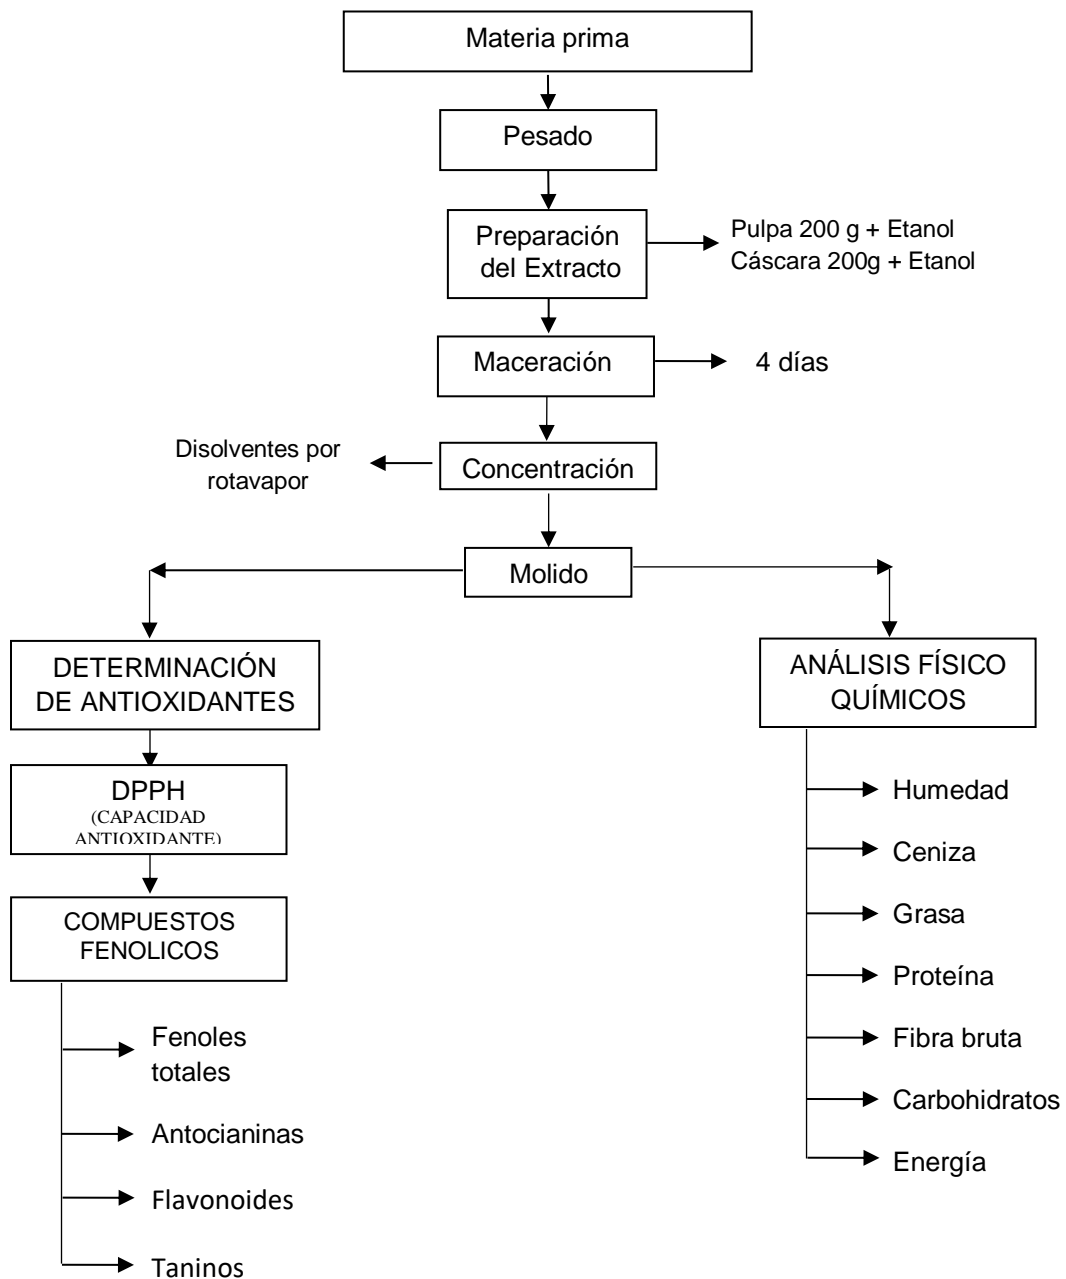 Materia prima
Pesado
Preparación
del Extracto
Pulpa 200 g + Etanol
Cáscara 200g + Etanol
Maceración
4 días
Disolventes por
rotavapor
Concentración
Molido
DETERMINACIÓN
DE ANTIOXIDANTES
DPPH
(CAPACIDAD
ANTIOXIDANTE)
COMPUESTOS
FENOLICOS
Fenoles
totales
Antocianinas
Flavonoides
Taninos
ANÁLISIS FÍSICO
QUÍMICOS
Humedad
Ceniza
Grasa
Proteína
Fibra bruta
Carbohidratos
Energía